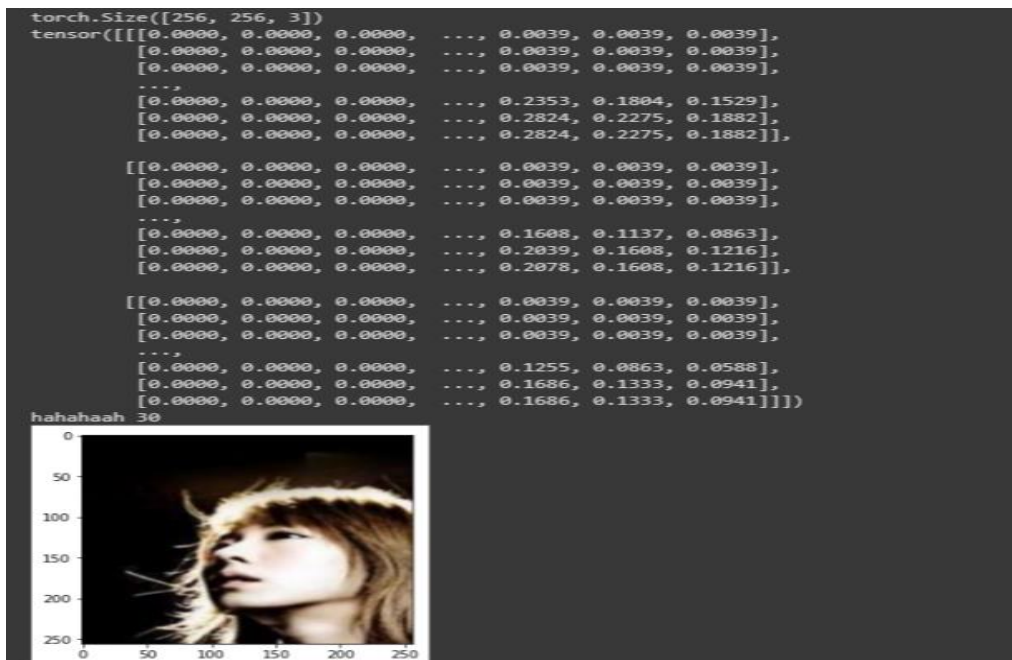 torch.Size([256, 256, 3])
tensor([[[0.0000, 0.0000, 0.0000,  ..., 0.0039, 0.0039, 0.0039],
[0.0000, 0.0000, 0.0000,  ..., 0.0039, 0.0039, 0.0039],
[0.0000, 0.0000, 0.0000,  ..., 0.0039, 0.0039, 0.0039],
...,
[0.0000, 0.0000, 0.0000,  ..., 0.2353, 0.1804, 0.1529],
[0.0000, 0.0000, 0.0000,  ..., 0.2824, 0.2275, 0.1882],
[0.0000, 0.0000, 0.0000,  ..., 0.2824, 0.2275, 0.1882]],
[[0.0000, 0.0000, 0.0000,  ..., 0.0039, 0.0039, 0.0039],
[0.0000, 0.0000, 0.0000,  ..., 0.0039, 0.0039, 0.0039],
[0.0000, 0.0000, 0.0000,  ..., 0.0039, 0.0039, 0.0039],
...,
[0.0000, 0.0000, 0.0000,  ..., 0.1608, 0.1137, 0.0863],
[0.0000, 0.0000, 0.0000,  ..., 0.2039, 0.1608, 0.1216],
[0.0000, 0.0000, 0.0000,  ..., 0.2078, 0.1608, 0.1216]],
[[0.0000, 0.0000, 0.0000,  ..., 0.0039, 0.0039, 0.0039],
[0.0000, 0.0000, 0.0000,  ..., 0.0039, 0.0039, 0.0039],
[0.0000, 0.0000, 0.0000,  ..., 0.0039, 0.0039, 0.0039],
...,
[0.0000, 0.0000, 0.0000,  ..., 0.1255, 0.0863, 0.0588],
[0.0000, 0.0000, 0.0000,  ..., 0.1686, 0.1333, 0.0941],
[0.0000, 0.0000, 0.0000,  ..., 0.1686, 0.1333, 0.0941]]])
hahahaah 30
0
50
100
150
200
250
0 50 100 150 200 250